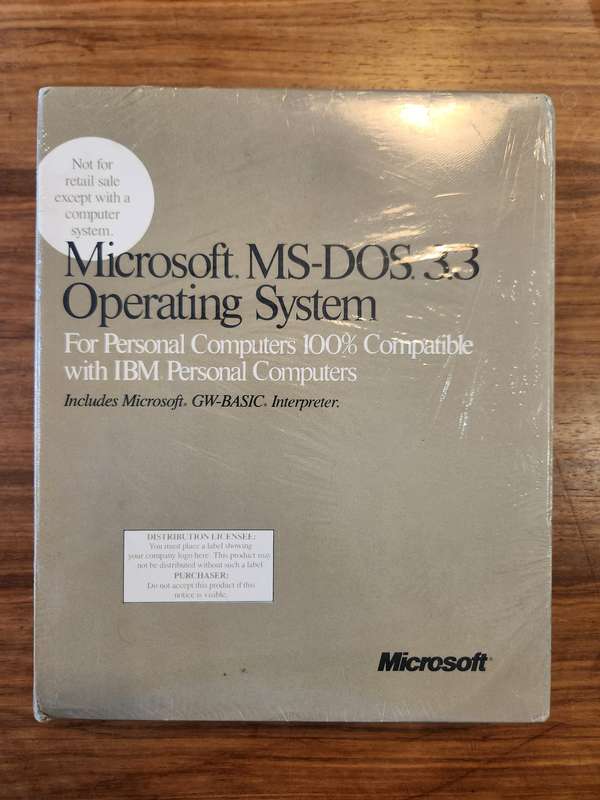 Not for
retail sale
except with a
computer
system.
Microsoft® MS-DOS® 3.3
Operating System
For Personal Computers 100% Compatible
with IBM® Personal Computers
Includes Microsoft® GW-BASIC® Interpreter.
DISTRIBUTION LICENSEE:
You must place a label showing
your company logo here. This product may
not be distributed without such a label.
PURCHASER:
Do not accept this product if this
notice is visible.
Microsoft®